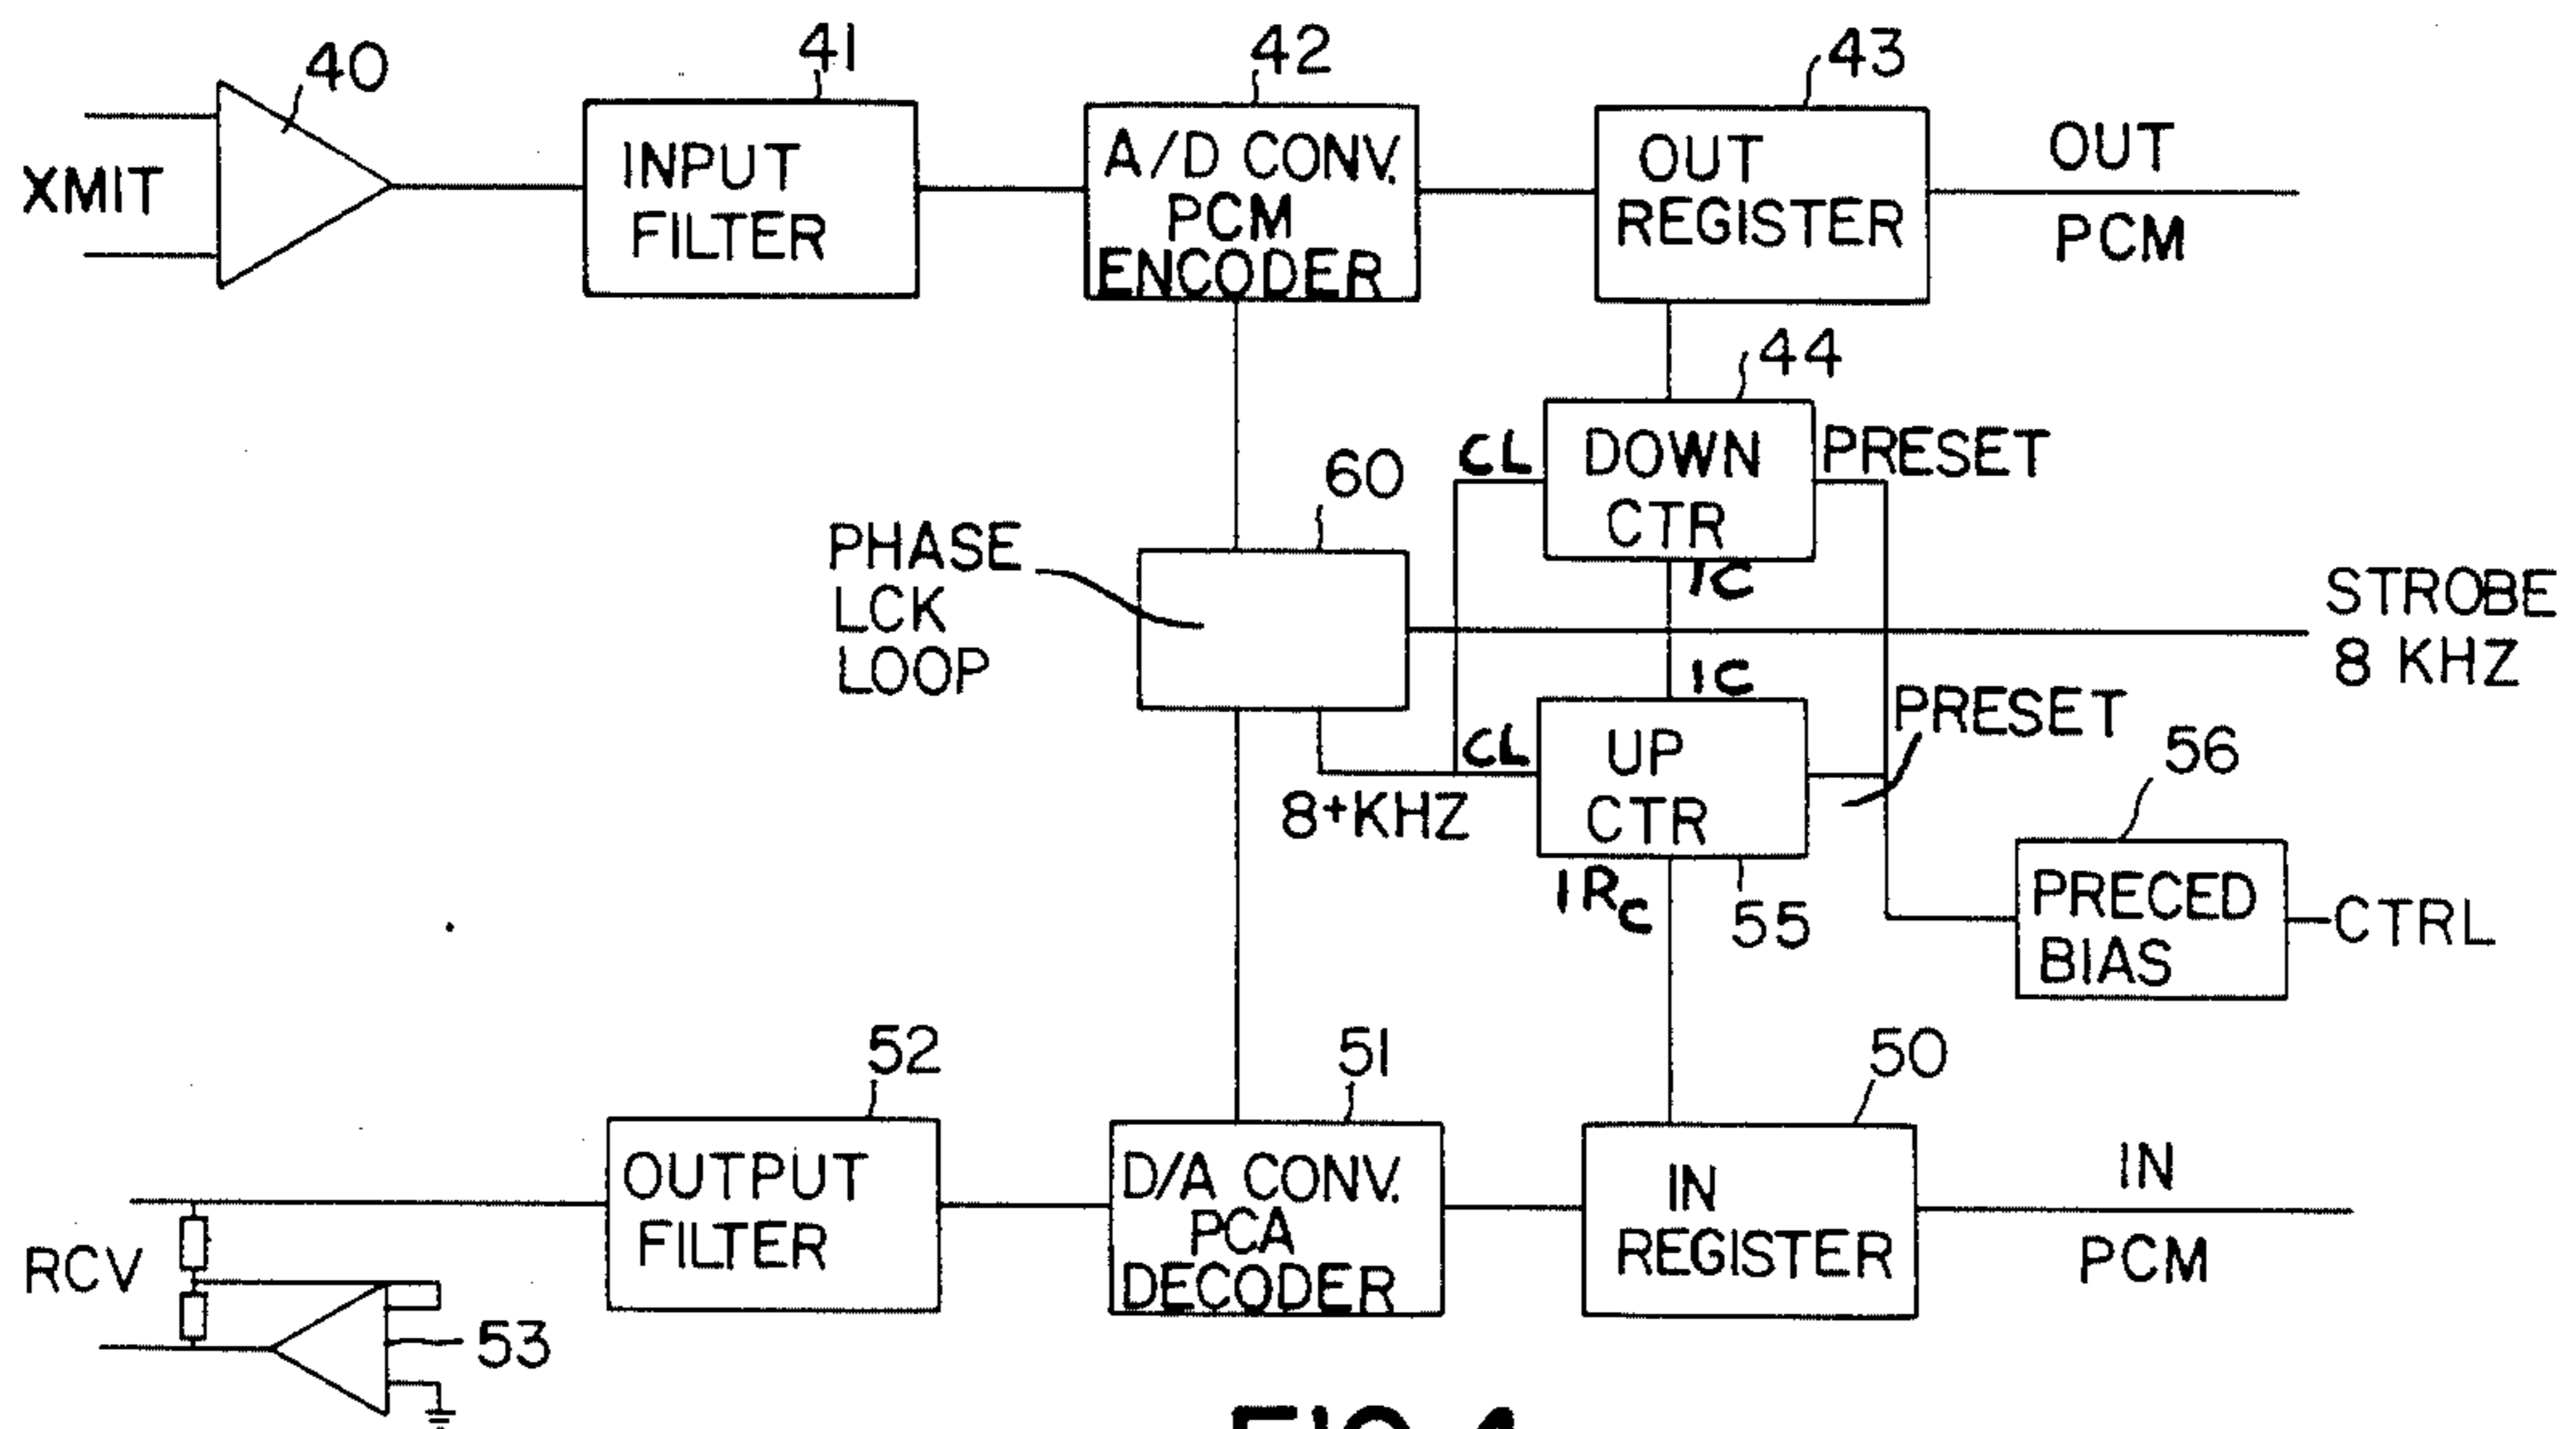 40
41
42
43
XMIT
INPUT
FILTER
A/D CONV.
PCM
ENCODER
OUT
REGISTER
OUT
PCM
44
CL
DOWN
CTR
PRESET
IC
60
PHASE
LCK
LOOP
STROBE
8 KHZ
IC
CL
UP
CTR
PRESET
8+KHZ
IRC
55
56
PRECED
BIAS
CTRL
52
51
50
OUTPUT
FILTER
D/A CONV.
PCA
DECODER
IN
REGISTER
IN
PCM
RCV
53